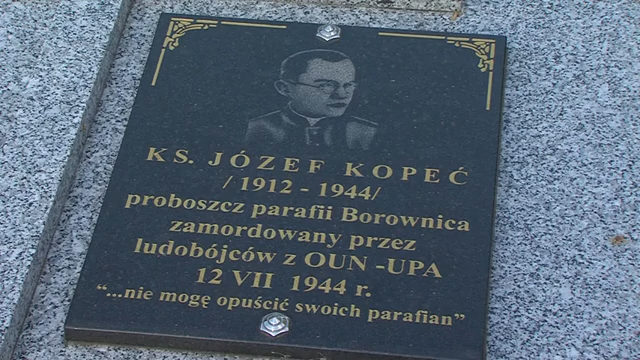 KS. JÓZEF KOPEĆ
/ 1912 - 1944/
proboszcz parafii Borownica
zamordowany przez
ludobójców z OUN -UPA
12 VII 1944 r.
“...nie mogę opuścić swoich parafian”